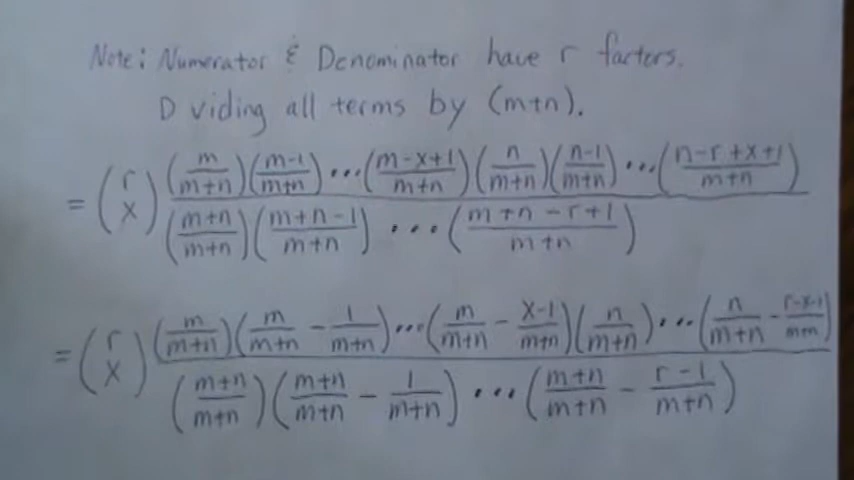 Note: Numerator & Denominator have r factors.
D viding all terms by (m+n).
= (r x) (m/(m+n)) ((m-1)/(m+n)) ... ((m-x+1)/(m+n)) (n/(m+n)) ((n-1)/(m+n)) ... ((n-r+x+1)/(m+n))
/ ((m+n)/(m+n)) ((m+n-1)/(m+n)) ... ((m+n-r+1)/(m+n))
= (r x) (m/(m+n)) (m/(m+n) - 1/(m+n)) ... (m/(m+n) - (x-1)/(m+n)) (n/(m+n)) ... (n/(m+n) - (r-x-1)/(m+n))
/ ((m+n)/(m+n)) ((m+n)/(m+n) - 1/(m+n)) ... ((m+n)/(m+n) - (r-1)/(m+n))